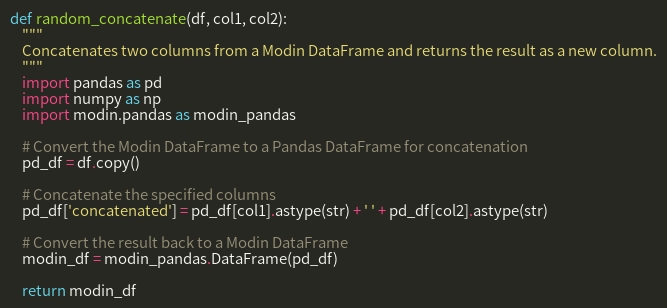 def random_concatenate(df, col1, col2):
    """
    Concatenates two columns from a Modin DataFrame and returns the result as a new column.
    """
    import pandas as pd
    import numpy as np
    import modin.pandas as modin_pandas

    # Convert the Modin DataFrame to a Pandas DataFrame for concatenation
    pd_df = df.copy()

    # Concatenate the specified columns
    pd_df['concatenated'] = pd_df[col1].astype(str) + ' ' + pd_df[col2].astype(str)

    # Convert the result back to a Modin DataFrame
    modin_df = modin_pandas.DataFrame(pd_df)

    return modin_df